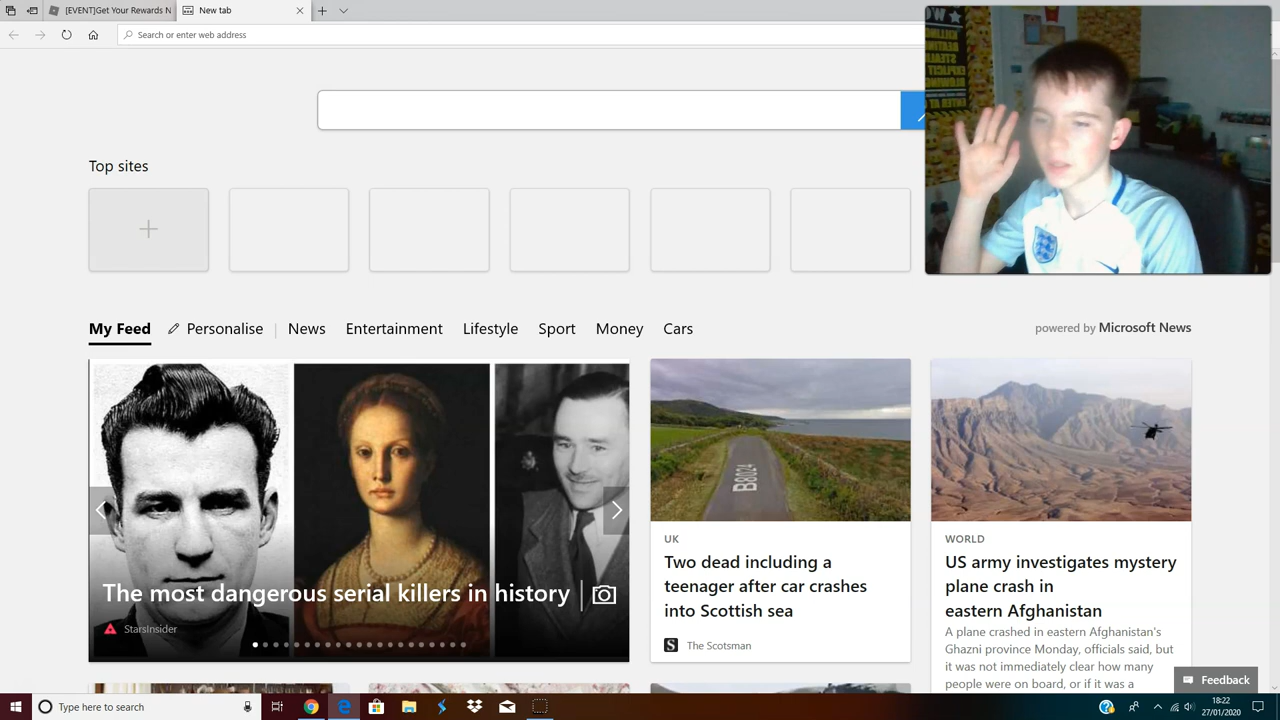 [EVENT]Get Your Rewards N
New tab
Search or enter web address
Top sites
My Feed
Personalise
News
Entertainment
Lifestyle
Sport
Money
Cars
powered by Microsoft News
The most dangerous serial killers in history
StarsInsider
B8024
UK
Two dead including a
teenager after car crashes
into Scottish sea
The Scotsman
WORLD
US army investigates mystery
plane crash in
eastern Afghanistan
A plane crashed in eastern Afghanistan's
Ghazni province Monday, officials said, but
it was not immediately clear how many
people were on board, or if it was a
Feedback
Type here to search
18:22
27/01/2020